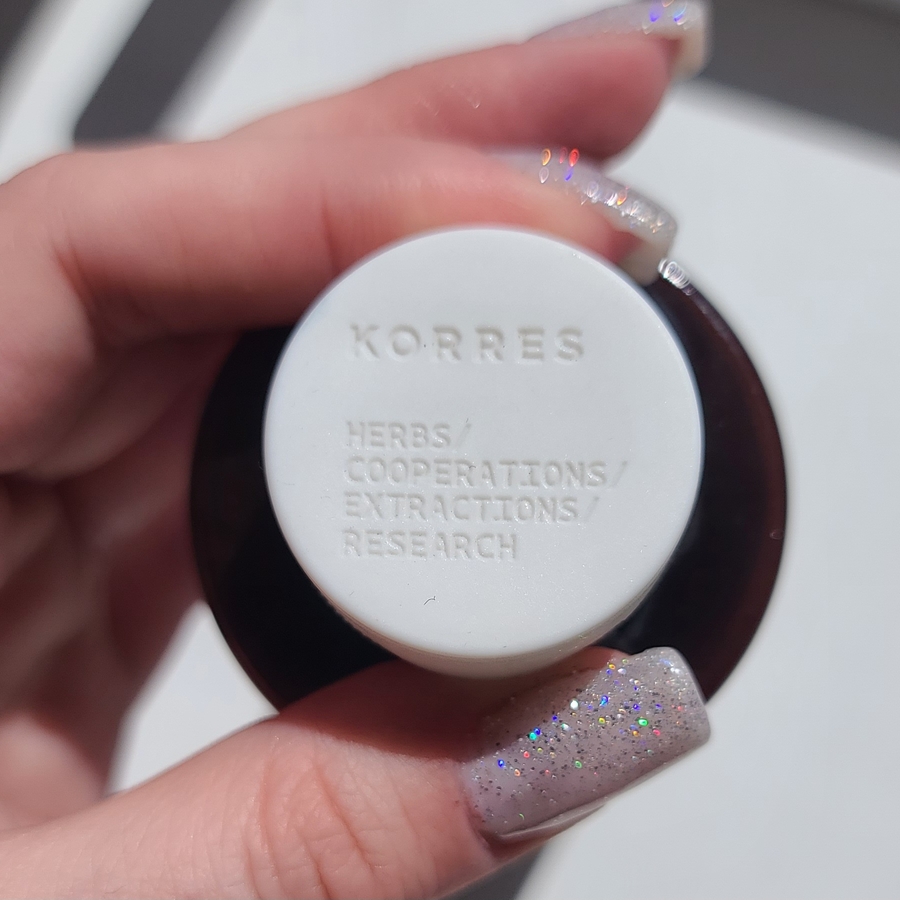 KORRES
HERBS/
COOPERATIONS/
EXTRACTIONS/
RESEARCH